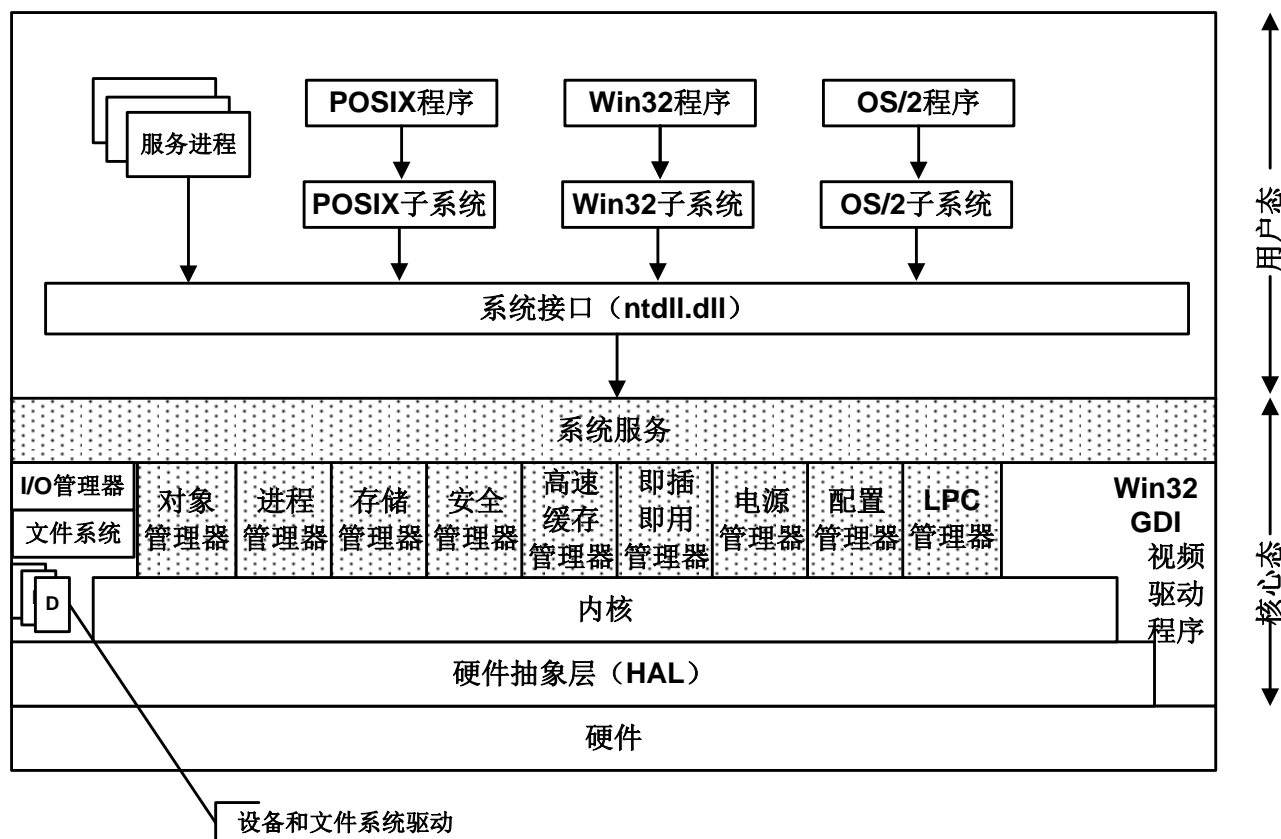 POSIX程序
Win32程序
OS/2程序
服务进程
POSIX子系统
Win32子系统
OS/2子系统
系统接口（ntdll.dll）
用户态
系统服务
I/O管理器
文件系统
对象
管理器
进程
管理器
存储
管理器
安全
管理器
高速
缓存
管理器
即插
即用
管理器
电源
管理器
配置
管理器
LPC
管理器
Win32
GDI
视频
驱动
程序
核心态
D
内核
硬件抽象层（HAL）
硬件
设备和文件系统驱动